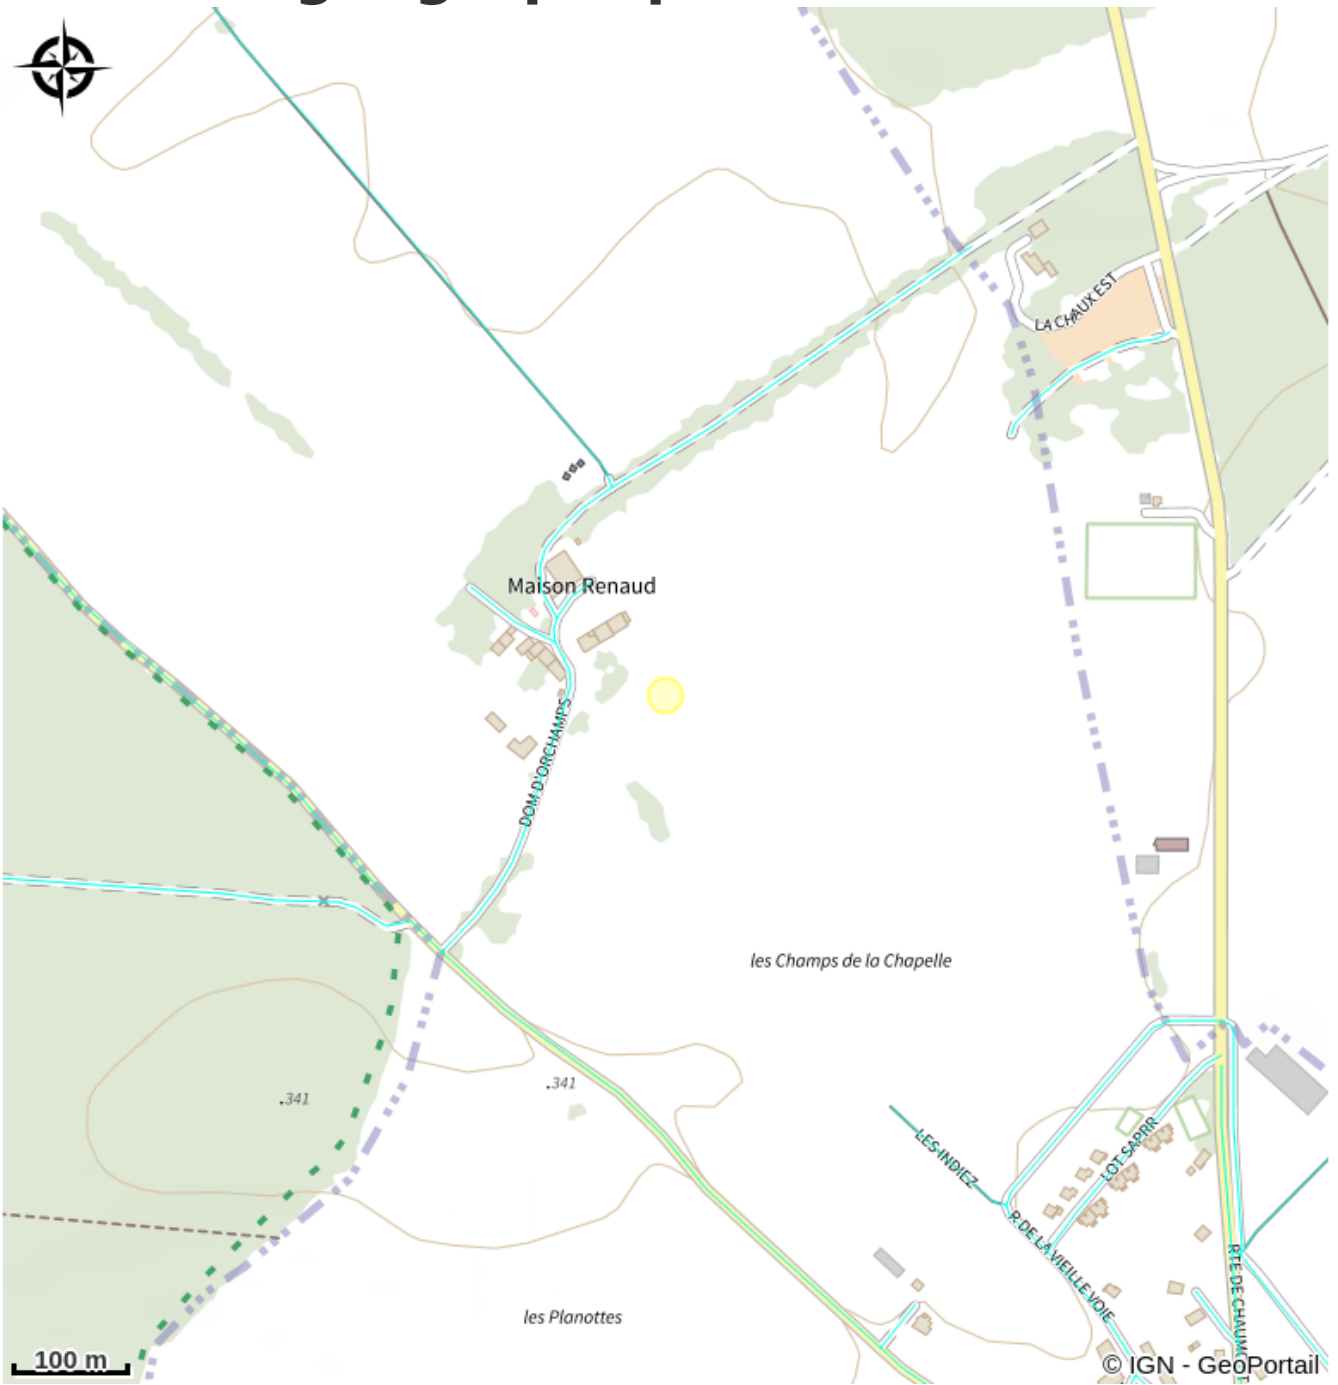 LA CHAUX EST
Maison Renaud
DOM D'ORCHAMPS
les Champs de la Chapelle
.341
.341
LES INDIEZ
LOT SAPRR
R DE LA VIEILLE VOIE
RTE DE CHAUM
les Planottes
100 m
© IGN - GeoPortail